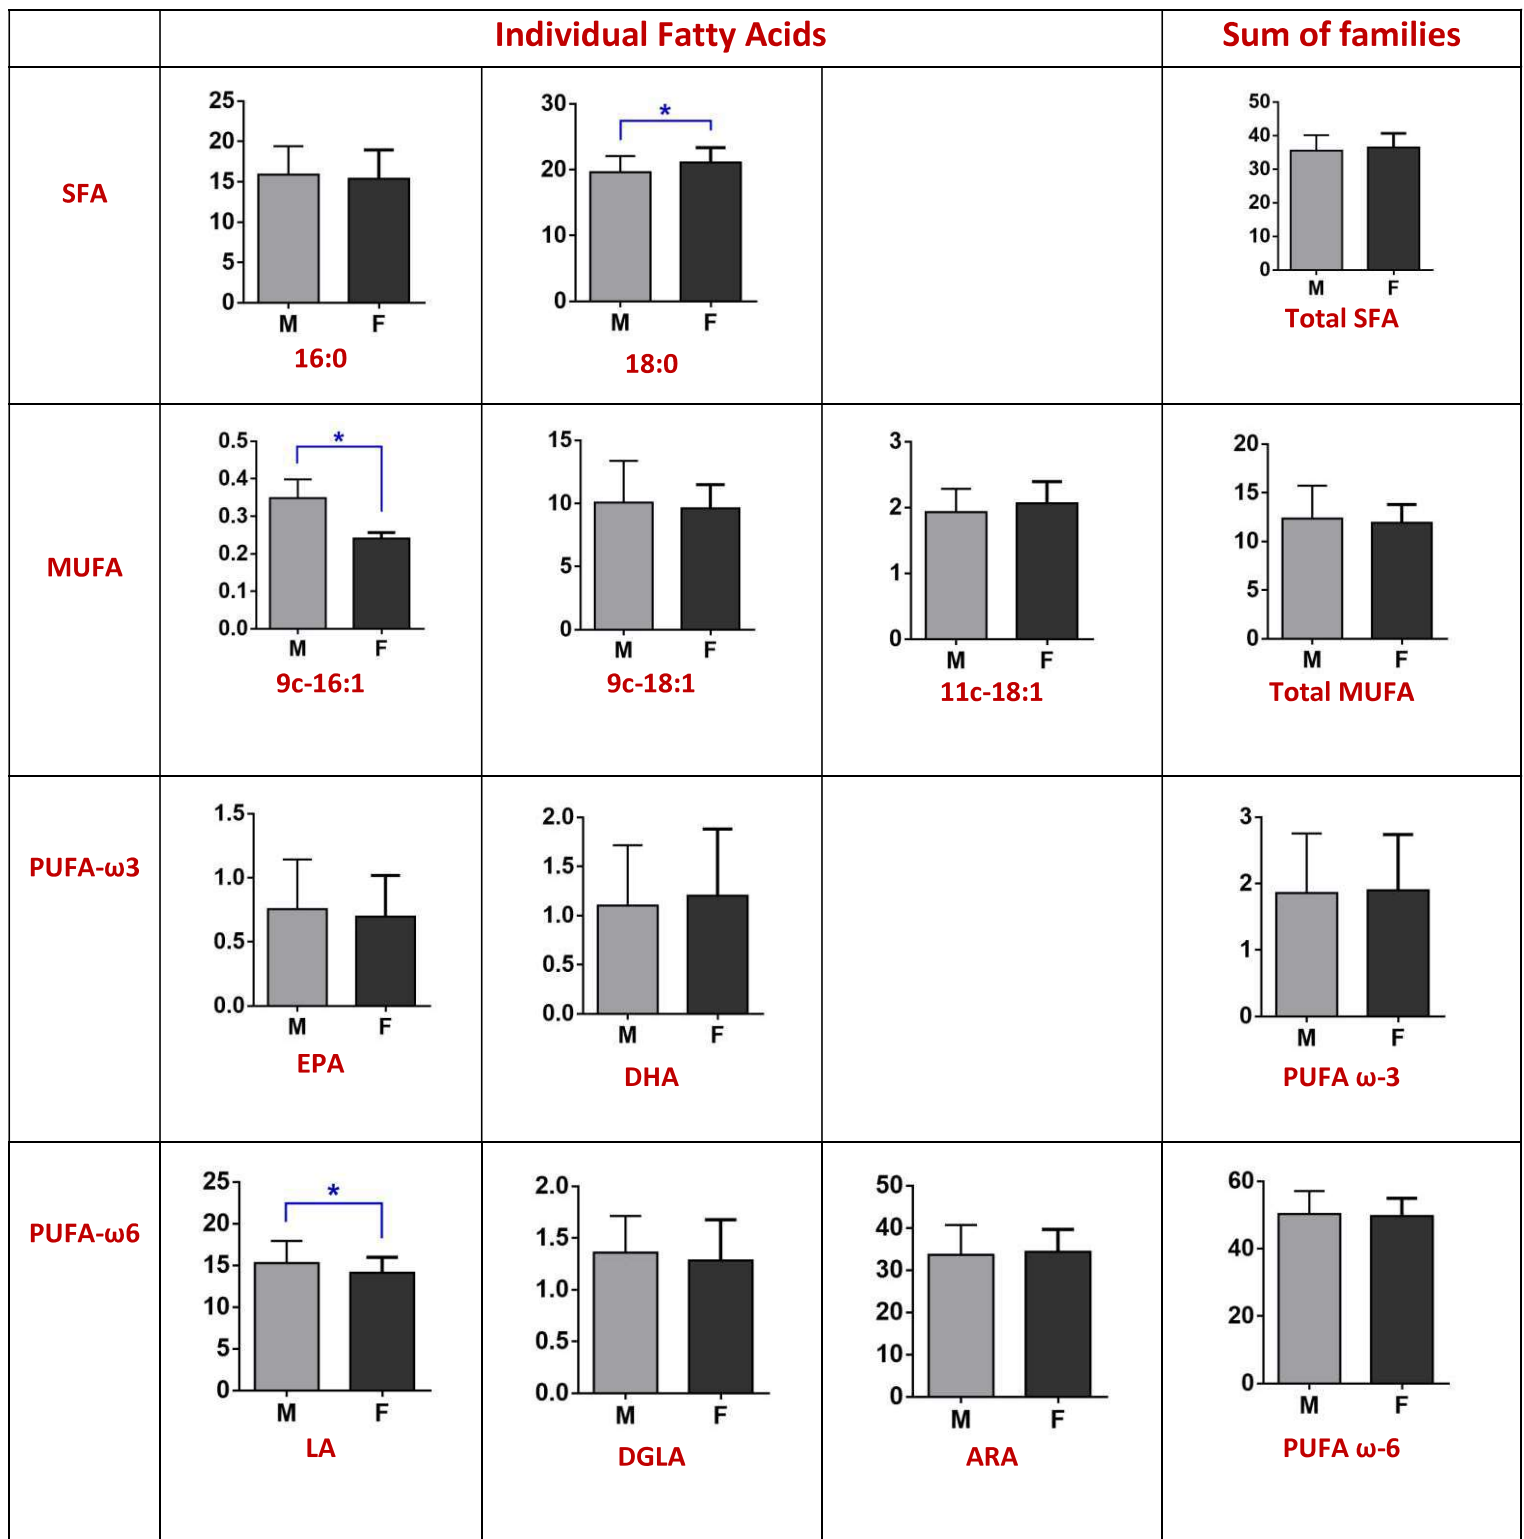 Individual Fatty Acids
Sum of families
SFA
25
20
15
10
5
0
M F
16:0
30
20
10
0
*
M F
18:0
50
40
30
20
10
0
M F
Total SFA
MUFA
0.5
0.4
0.3
0.2
0.1
0.0
*
M F
9c-16:1
15
10
5
0
M F
9c-18:1
3
2
1
0
M F
11c-18:1
20
15
10
5
0
M F
Total MUFA
PUFA-ω3
1.5
1.0
0.5
0.0
M F
EPA
2.0
1.5
1.0
0.5
0.0
M F
DHA
3
2
1
0
M F
PUFA ω-3
PUFA-ω6
25
20
15
10
5
0
*
M F
LA
2.0
1.5
1.0
0.5
0.0
M F
DGLA
50
40
30
20
10
0
M F
ARA
60
40
20
0
M F
PUFA ω-6